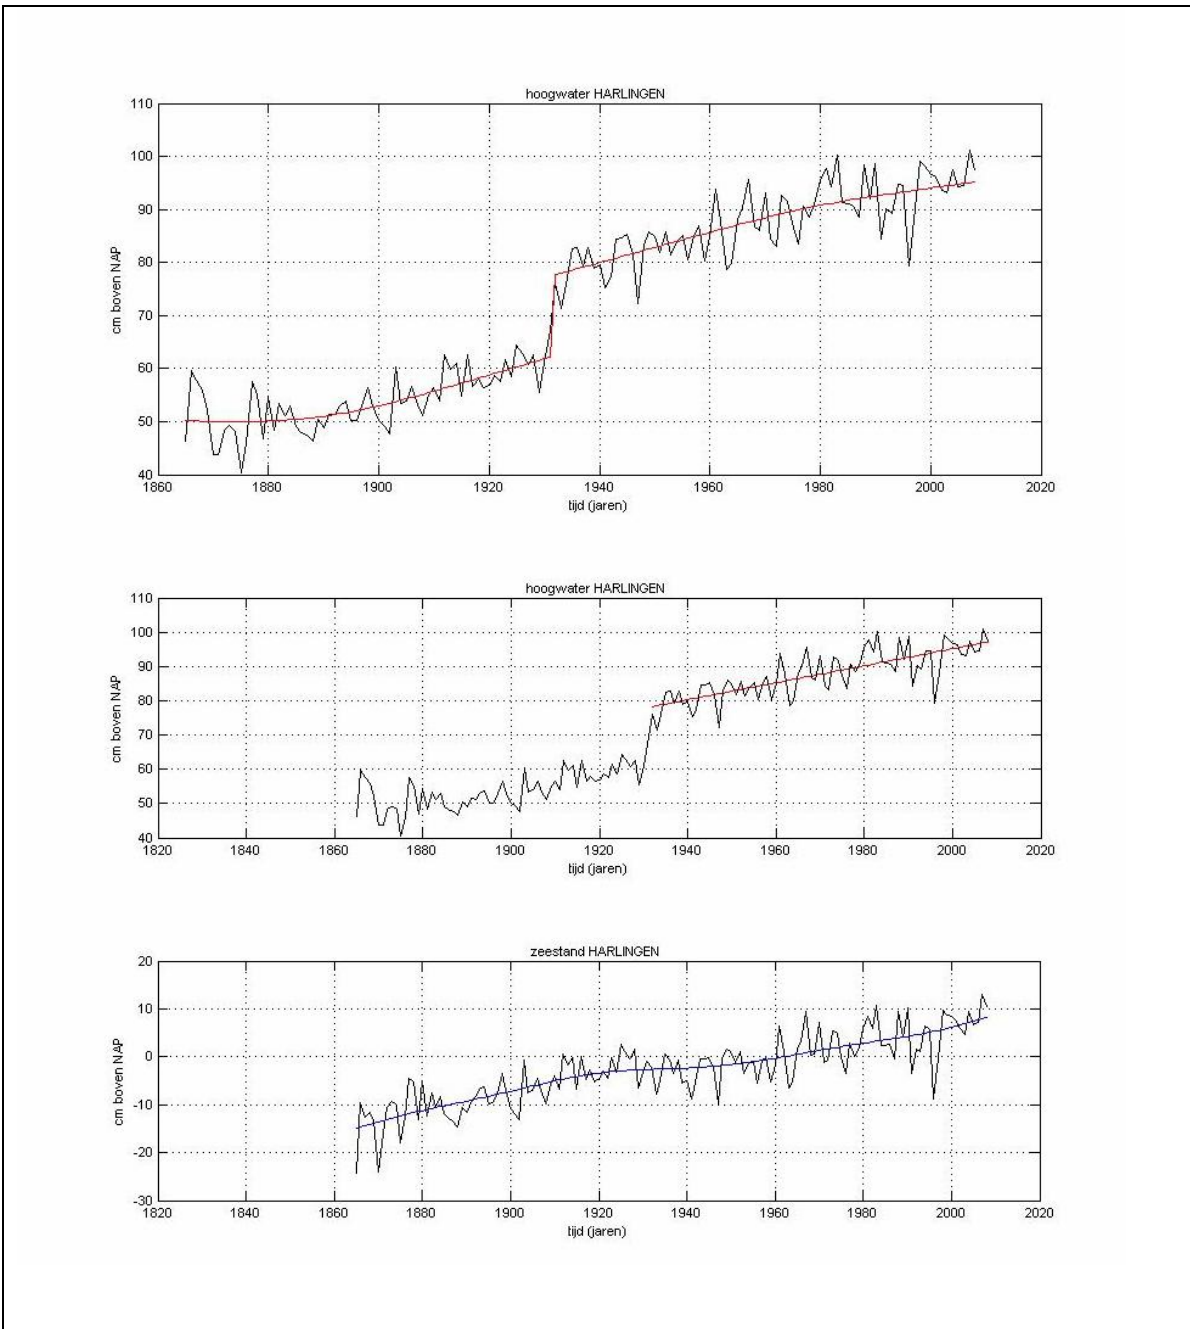 hoogwater HARLINGEN
110
100
90
80
70
60
50
40
cm boven NAP
1860 1880 1900 1920 1940 1960 1980 2000 2020
tijd (jaren)
hoogwater HARLINGEN
110
100
90
80
70
60
50
40
cm boven NAP
1820 1840 1860 1880 1900 1920 1940 1960 1980 2000 2020
tijd (jaren)
zeestand HARLINGEN
20
10
0
-10
-20
-30
cm boven NAP
1820 1840 1860 1880 1900 1920 1940 1960 1980 2000 2020
tijd (jaren)